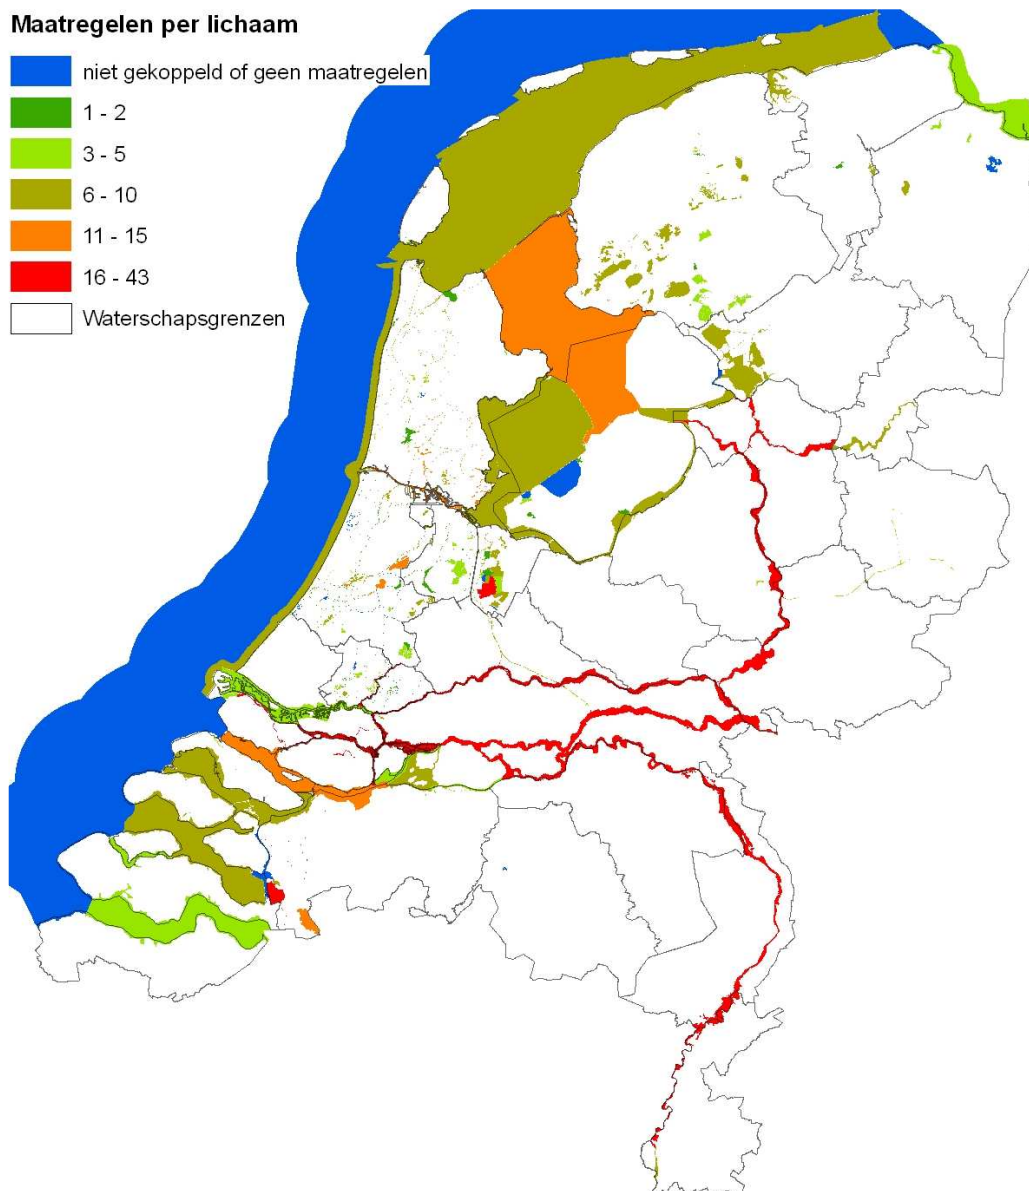 Maatregelen per lichaam
niet gekoppeld of geen maatregelen
1 - 2
3 - 5
6 - 10
11 - 15
16 - 43
Waterschapsgrenzen